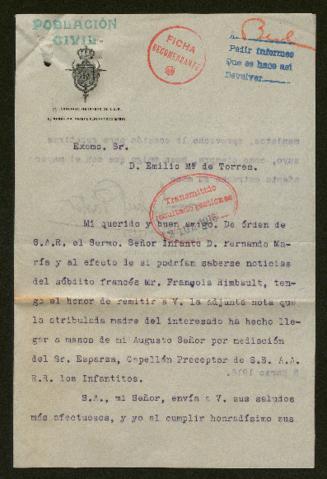 POBLACIÓN
CIVIL
FICHA
RECOMENDANTE
Pedir informes
Que se hace así
Devolver
Excmo. Sr.
D. Emilio Mª de Torres.
Transmitido
Mi querido y buen amigo. De órden de
S.A.R. el Sermo. Señor Infante D. Fernando Ma-
ría y al efecto de si podrían saberse noticias
del súbdito francés Mr. François Rimbault, ten-
go el honor de remitir a V. la adjunta nota que
la atribulada madre del interesado ha hecho lle-
gar a manos de mi Augusto Señor por mediación
del Sr. Esparza, Capellán Preceptor de S.S. A.A.
R.R. los Infantitos.
S.A., mi Señor, envía a V. sus saludos
más afectuosos, y yo al cumplir honradísimo sus